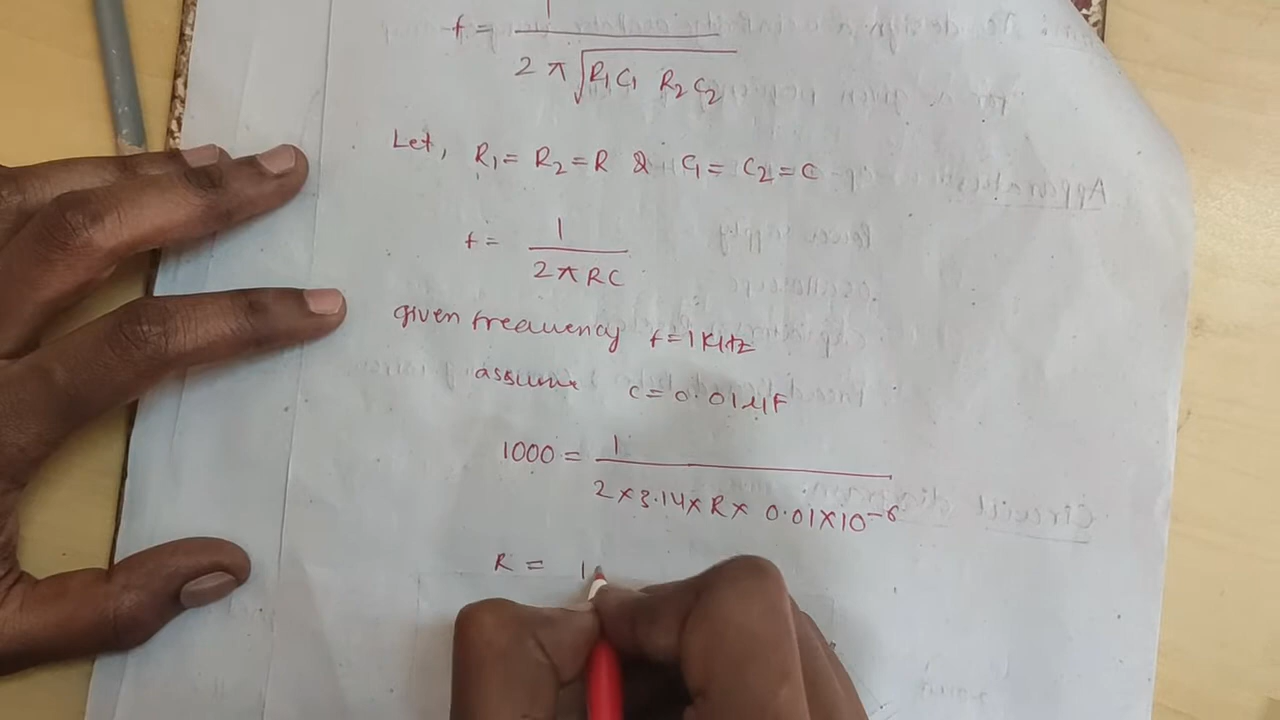 f = 1 / 2π√R₁C₁ R₂C₂
Let, R₁ = R₂ = R & C₁ = C₂ = C
f = 1 / 2πRC
given frequency f = 1KHz
assume C = 0.01µF
1000 = 1 / 2×3.14×R× 0.01×10⁻⁶
R = 1